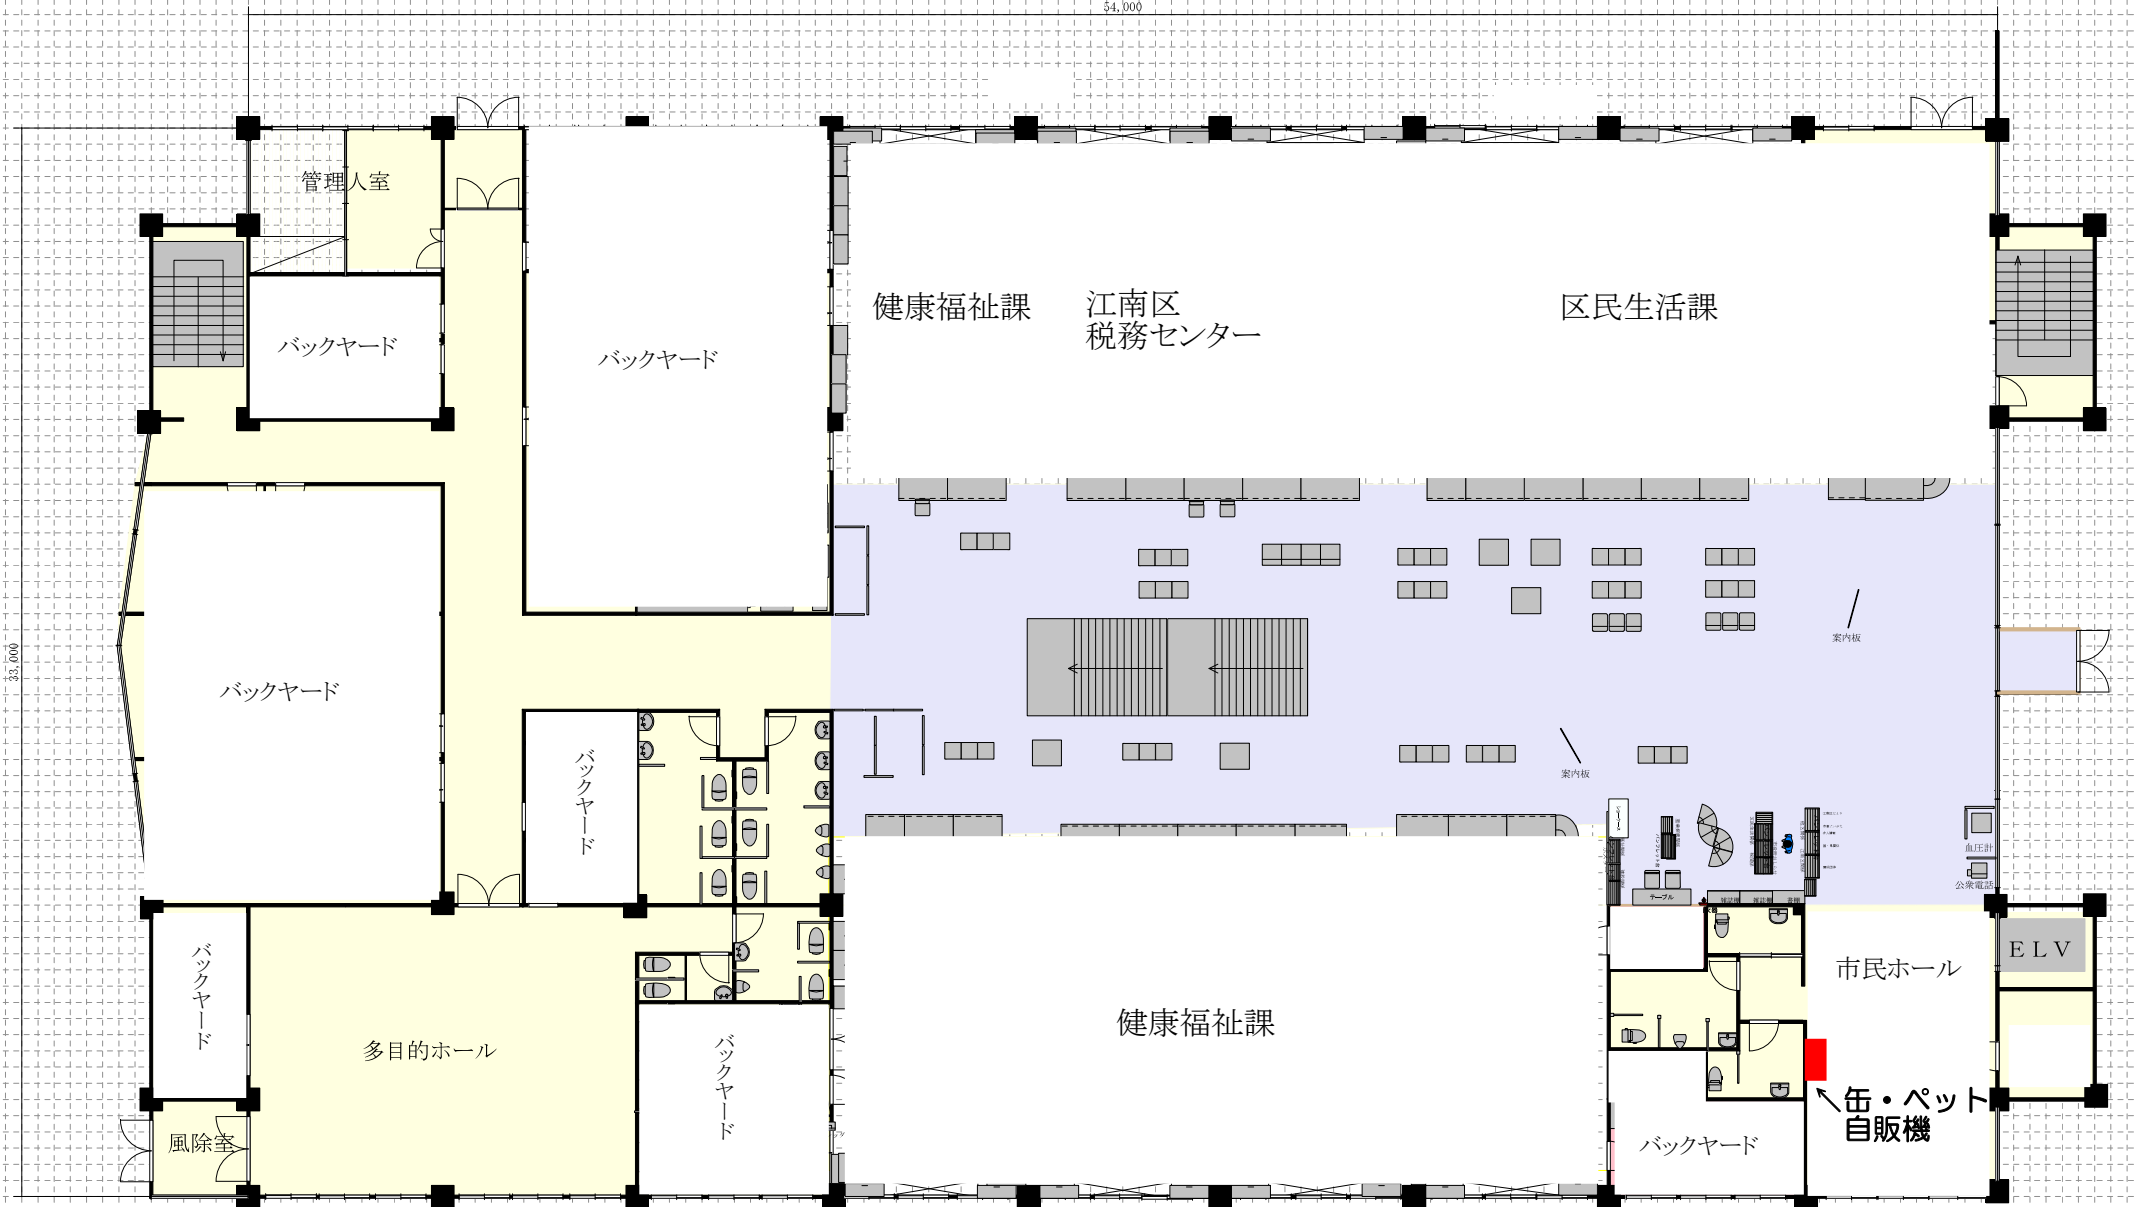 54,000
33,000
管理人室
バックヤード
バックヤード
健康福祉課
江南区
税務センター
区民生活課
バックヤード
バックヤード
案内板
案内板
血圧計
公衆電話
テーブル
バックヤード
多目的ホール
風除室
バックヤード
健康福祉課
市民ホール
ELV
缶・ペット
自販機
バックヤード